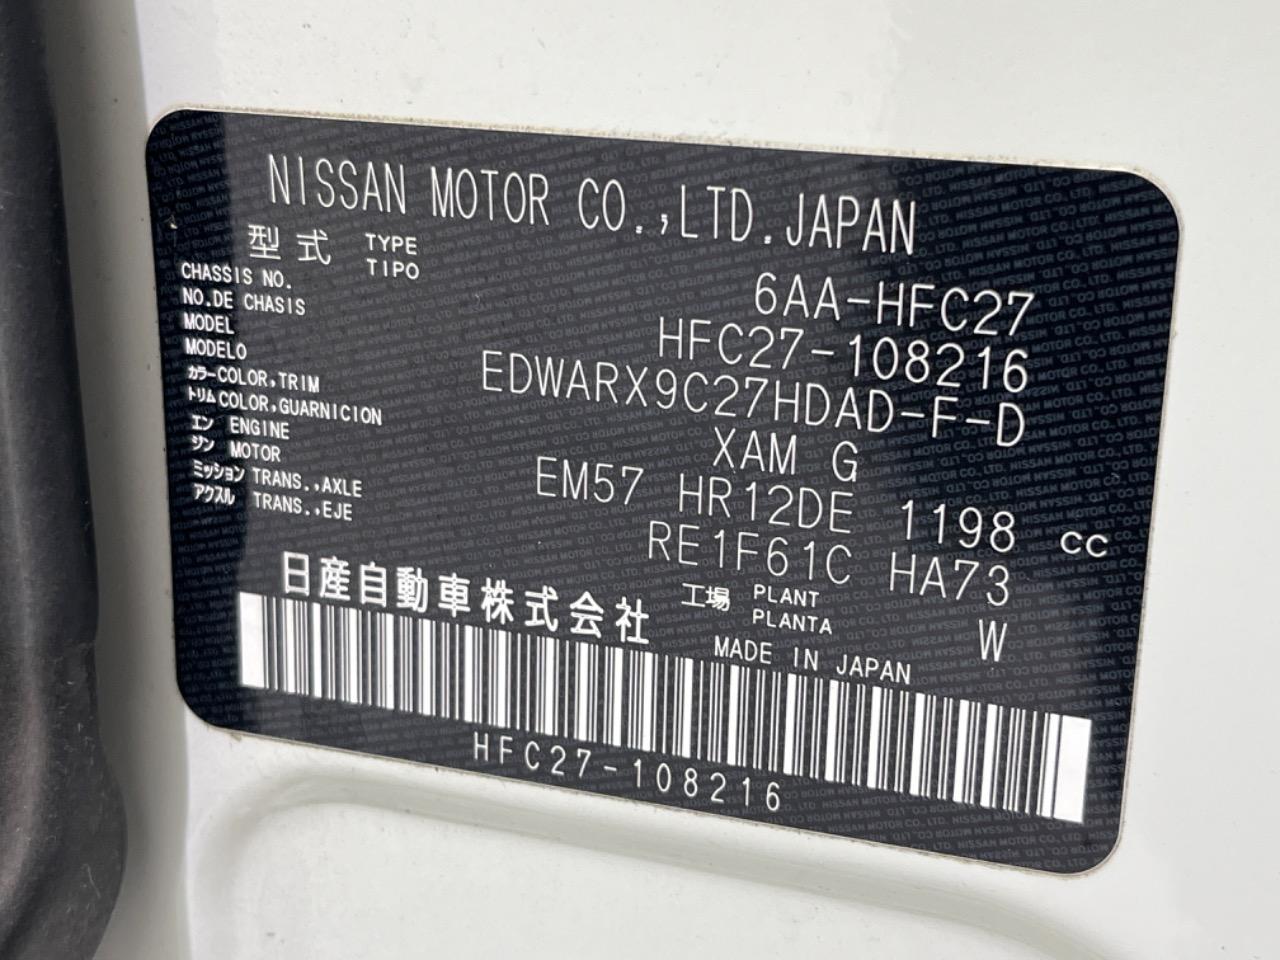 NISSAN MOTOR CO.,LTD.JAPAN
型式 TYPE TIPO 6AA-HFC27
CHASSIS NO. NO.DE CHASIS HFC27-108216
MODEL MODELO EDWARX9C27HDAD-F-D
カラー COLOR,TRIM トリム COLOR,GUARNICION XAM G
エンジン ENGINE MOTOR EM57 HR12DE 1198 cc
ミッション TRANS.,AXLE アクスル TRANS.,EJE RE1F61C HA73
日産自動車株式会社 工場 PLANT PLANTA W
MADE IN JAPAN
HFC27-108216